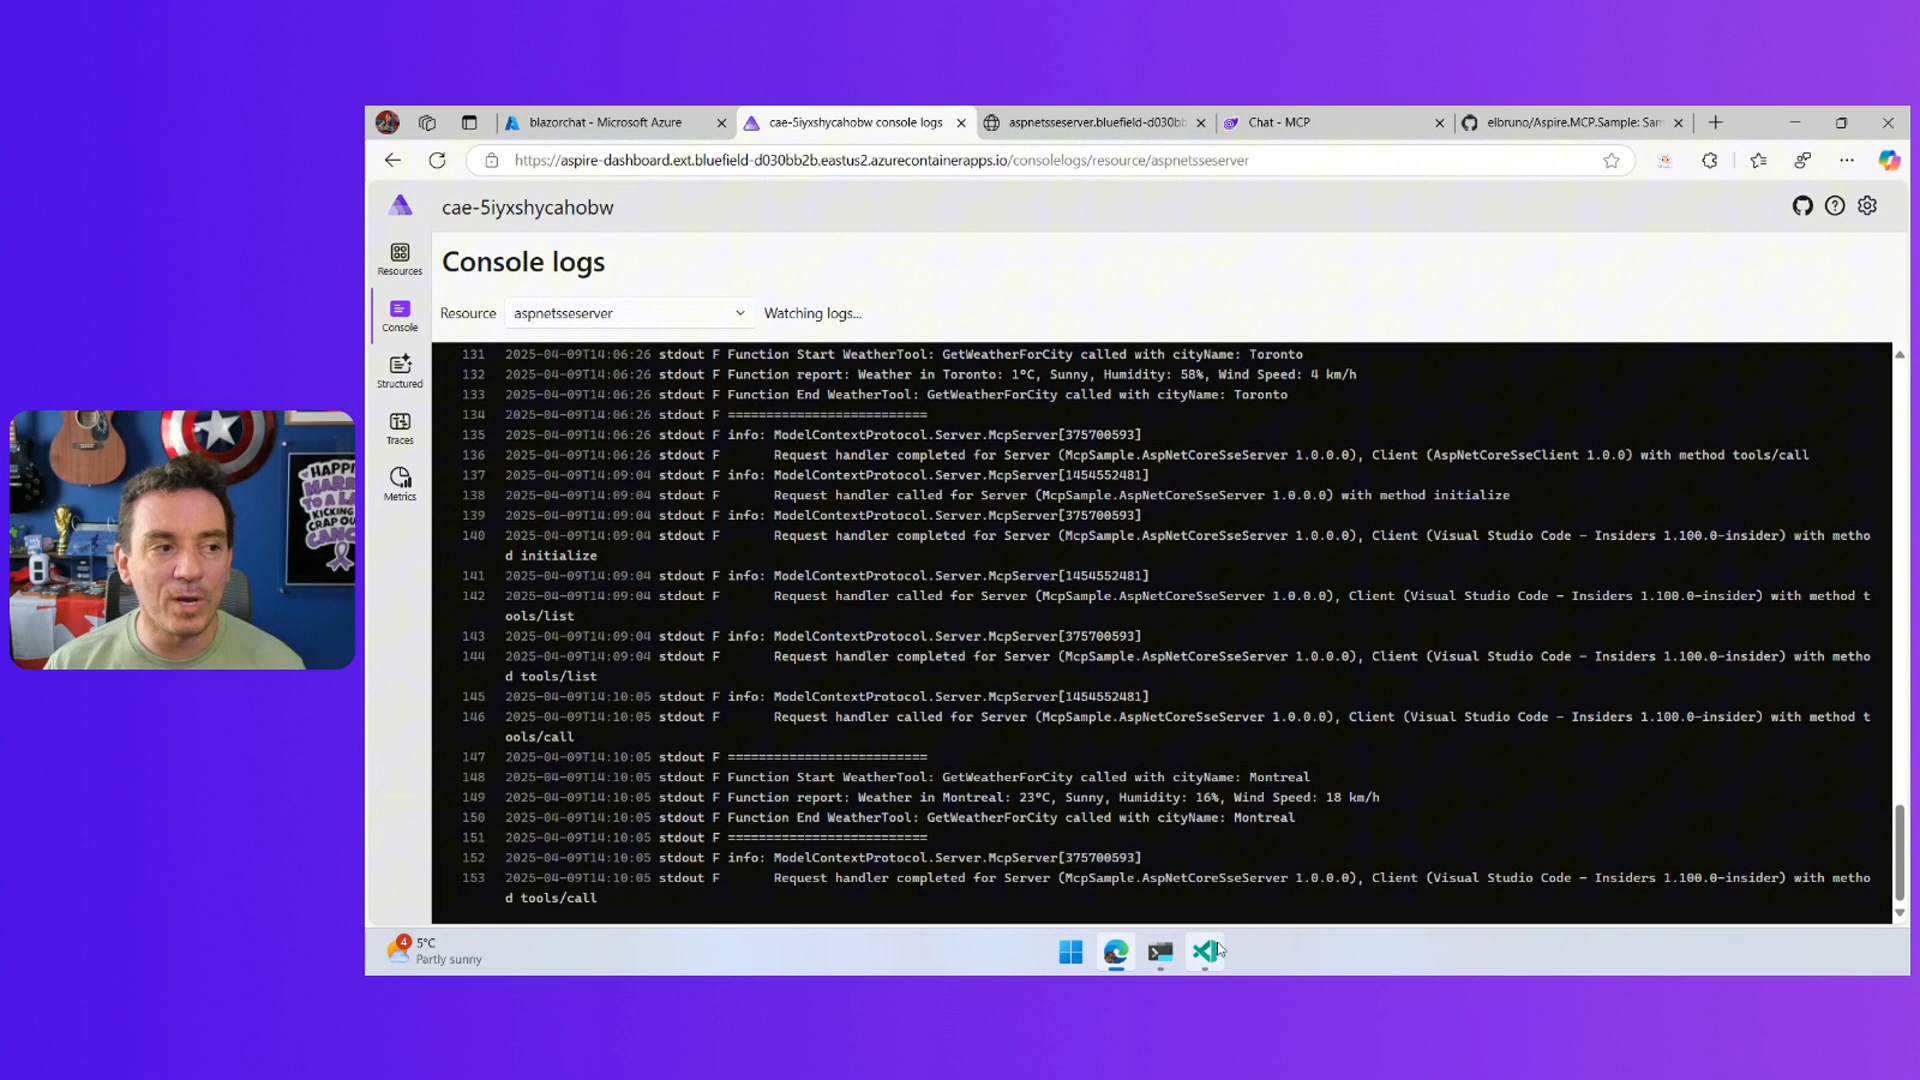 blazorchat - Microsoft Azure
cae-5iyxshycahobw console logs
aspnetsseserver.bluefield-d030bb
Chat - MCP
elbruno/Aspire.MCP.Sample: Sam
https://aspire-dashboard.ext.bluefield-d030bb2b.eastus2.azurecontainerapps.io/consolelogs/resource/aspnetsseserver
cae-5iyxshycahobw
Resources
Console
Structured
Traces
Metrics
Console logs
Resource aspnetsseserver Watching logs...
131 2025-04-09T14:06:26 stdout F Function Start WeatherTool: GetWeatherForCity called with cityName: Toronto
132 2025-04-09T14:06:26 stdout F Function report: Weather in Toronto: 1°C, Sunny, Humidity: 58%, Wind Speed: 4 km/h
133 2025-04-09T14:06:26 stdout F Function End WeatherTool: GetWeatherForCity called with cityName: Toronto
134 2025-04-09T14:06:26 stdout F ==========================
135 2025-04-09T14:06:26 stdout F info: ModelContextProtocol.Server.McpServer[375700593]
136 2025-04-09T14:06:26 stdout F Request handler completed for Server (McpSample.AspNetCoreSseServer 1.0.0.0), Client (AspNetCoreSseClient 1.0.0) with method tools/call
137 2025-04-09T14:09:04 stdout F info: ModelContextProtocol.Server.McpServer[1454552481]
138 2025-04-09T14:09:04 stdout F Request handler called for Server (McpSample.AspNetCoreSseServer 1.0.0.0) with method initialize
139 2025-04-09T14:09:04 stdout F info: ModelContextProtocol.Server.McpServer[375700593]
140 2025-04-09T14:09:04 stdout F Request handler completed for Server (McpSample.AspNetCoreSseServer 1.0.0.0), Client (Visual Studio Code - Insiders 1.100.0-insider) with metho
d initialize
141 2025-04-09T14:09:04 stdout F info: ModelContextProtocol.Server.McpServer[1454552481]
142 2025-04-09T14:09:04 stdout F Request handler called for Server (McpSample.AspNetCoreSseServer 1.0.0.0), Client (Visual Studio Code - Insiders 1.100.0-insider) with method t
ools/list
143 2025-04-09T14:09:04 stdout F info: ModelContextProtocol.Server.McpServer[375700593]
144 2025-04-09T14:09:04 stdout F Request handler completed for Server (McpSample.AspNetCoreSseServer 1.0.0.0), Client (Visual Studio Code - Insiders 1.100.0-insider) with metho
d tools/list
145 2025-04-09T14:10:05 stdout F info: ModelContextProtocol.Server.McpServer[1454552481]
146 2025-04-09T14:10:05 stdout F Request handler called for Server (McpSample.AspNetCoreSseServer 1.0.0.0), Client (Visual Studio Code - Insiders 1.100.0-insider) with method t
ools/call
147 2025-04-09T14:10:05 stdout F ==========================
148 2025-04-09T14:10:05 stdout F Function Start WeatherTool: GetWeatherForCity called with cityName: Montreal
149 2025-04-09T14:10:05 stdout F Function report: Weather in Montreal: 23°C, Sunny, Humidity: 16%, Wind Speed: 18 km/h
150 2025-04-09T14:10:05 stdout F Function End WeatherTool: GetWeatherForCity called with cityName: Montreal
151 2025-04-09T14:10:05 stdout F ==========================
152 2025-04-09T14:10:05 stdout F info: ModelContextProtocol.Server.McpServer[375700593]
153 2025-04-09T14:10:05 stdout F Request handler completed for Server (McpSample.AspNetCoreSseServer 1.0.0.0), Client (Visual Studio Code - Insiders 1.100.0-insider) with metho
d tools/call
4
5°C
Partly sunny
HAPPI
MARR
TO A LA
KICKING
CRAP OU
CANC